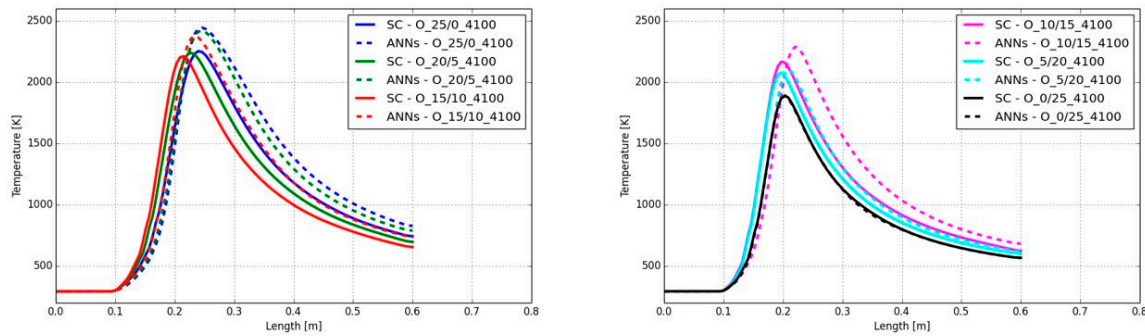 2500
2000
1500
1000
500
Temperature [K]
SC - O_25/0_4100
ANNs - O_25/0_4100
SC - O_20/5_4100
ANNs - O_20/5_4100
SC - O_15/10_4100
ANNs - O_15/10_4100
0.0 0.1 0.2 0.3 0.4 0.5 0.6 0.7 0.8
Length [m]
2500
2000
1500
1000
500
Temperature [K]
SC - O_10/15_4100
ANNs - O_10/15_4100
SC - O_5/20_4100
ANNs - O_5/20_4100
SC - O_0/25_4100
ANNs - O_0/25_4100
0.0 0.1 0.2 0.3 0.4 0.5 0.6 0.7 0.8
Length [m]